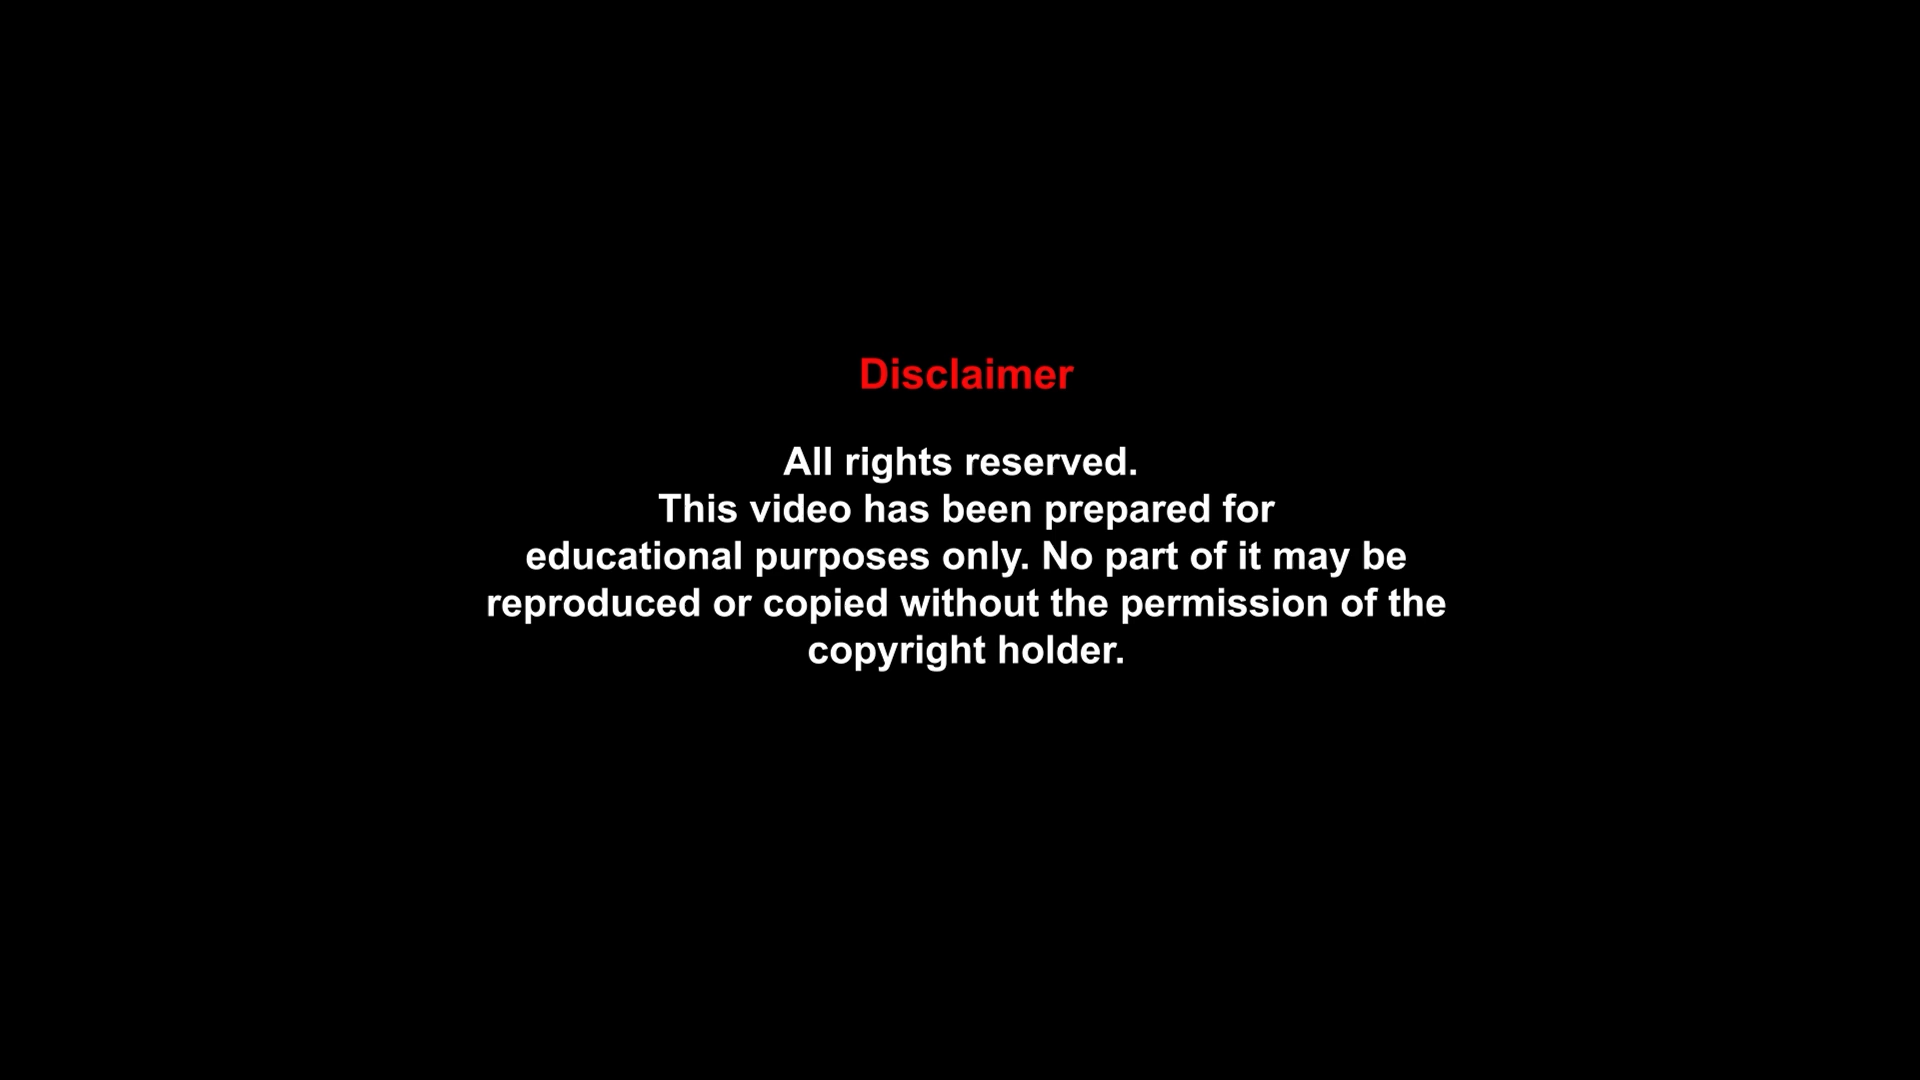 Disclaimer
All rights reserved.
This video has been prepared for
educational purposes only. No part of it may be
reproduced or copied without the permission of the
copyright holder.